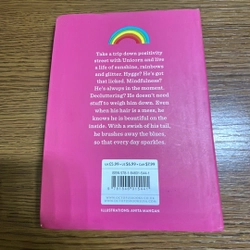 Take a trip down positivity
street with Unicorn and live
a life of sunshine, rainbows
and glitter. Hygge? He's got
that licked. Mindfulness?
He's always in the moment.
Decluttering? He doesn't need
stuff to weigh him down. Even
when his hair is a mess, he
knows he is beautiful on the
inside. With a swish of his tail,
he brushes away the blues,
so that every day sparkles.